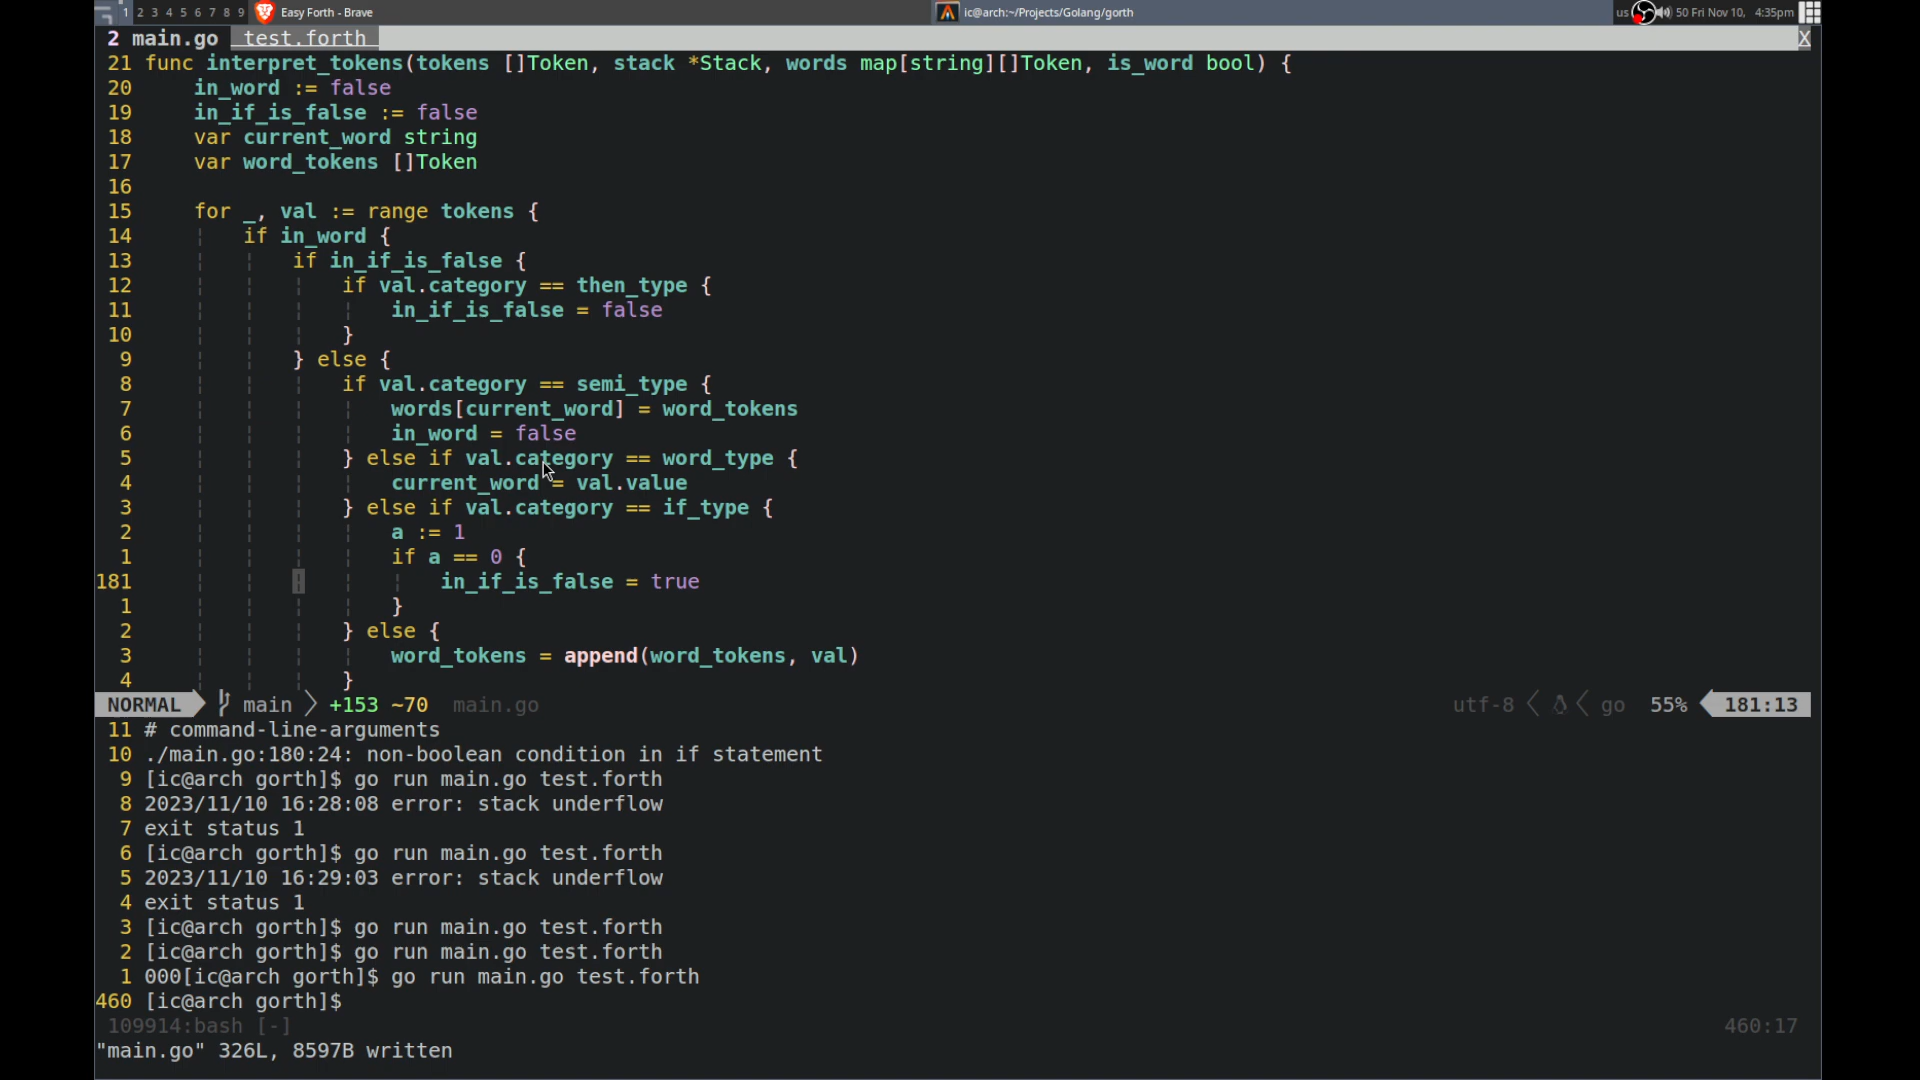 1 2 3 4 5 6 7 8 9 Easy Forth - Brave ic@arch:~/Projects/Golang/gorth us 50 Fri Nov 10, 4:35pm
2 main.go test.forth X
21 func interpret_tokens(tokens []Token, stack *Stack, words map[string][]Token, is_word bool) {
20 in_word := false
19 in_if_is_false := false
18 var current_word string
17 var word_tokens []Token
16
15 for _, val := range tokens {
14 if in_word {
13 if in_if_is_false {
12 if val.category == then_type {
11 in_if_is_false = false
10 }
9 } else {
8 if val.category == semi_type {
7 words[current_word] = word_tokens
6 in_word = false
5 } else if val.category == word_type {
4 current_word = val.value
3 } else if val.category == if_type {
2 a := 1
1 if a == 0 {
181 in_if_is_false = true
1 }
2 } else {
3 word_tokens = append(word_tokens, val)
4 }
NORMAL main +153 ~70 main.go utf-8 go 55% 181:13
11 # command-line-arguments
10 ./main.go:180:24: non-boolean condition in if statement
9 [ic@arch gorth]$ go run main.go test.forth
8 2023/11/10 16:28:08 error: stack underflow
7 exit status 1
6 [ic@arch gorth]$ go run main.go test.forth
5 2023/11/10 16:29:03 error: stack underflow
4 exit status 1
3 [ic@arch gorth]$ go run main.go test.forth
2 [ic@arch gorth]$ go run main.go test.forth
1 000[ic@arch gorth]$ go run main.go test.forth
460 [ic@arch gorth]$
109914:bash [-] 460:17
"main.go" 326L, 8597B written